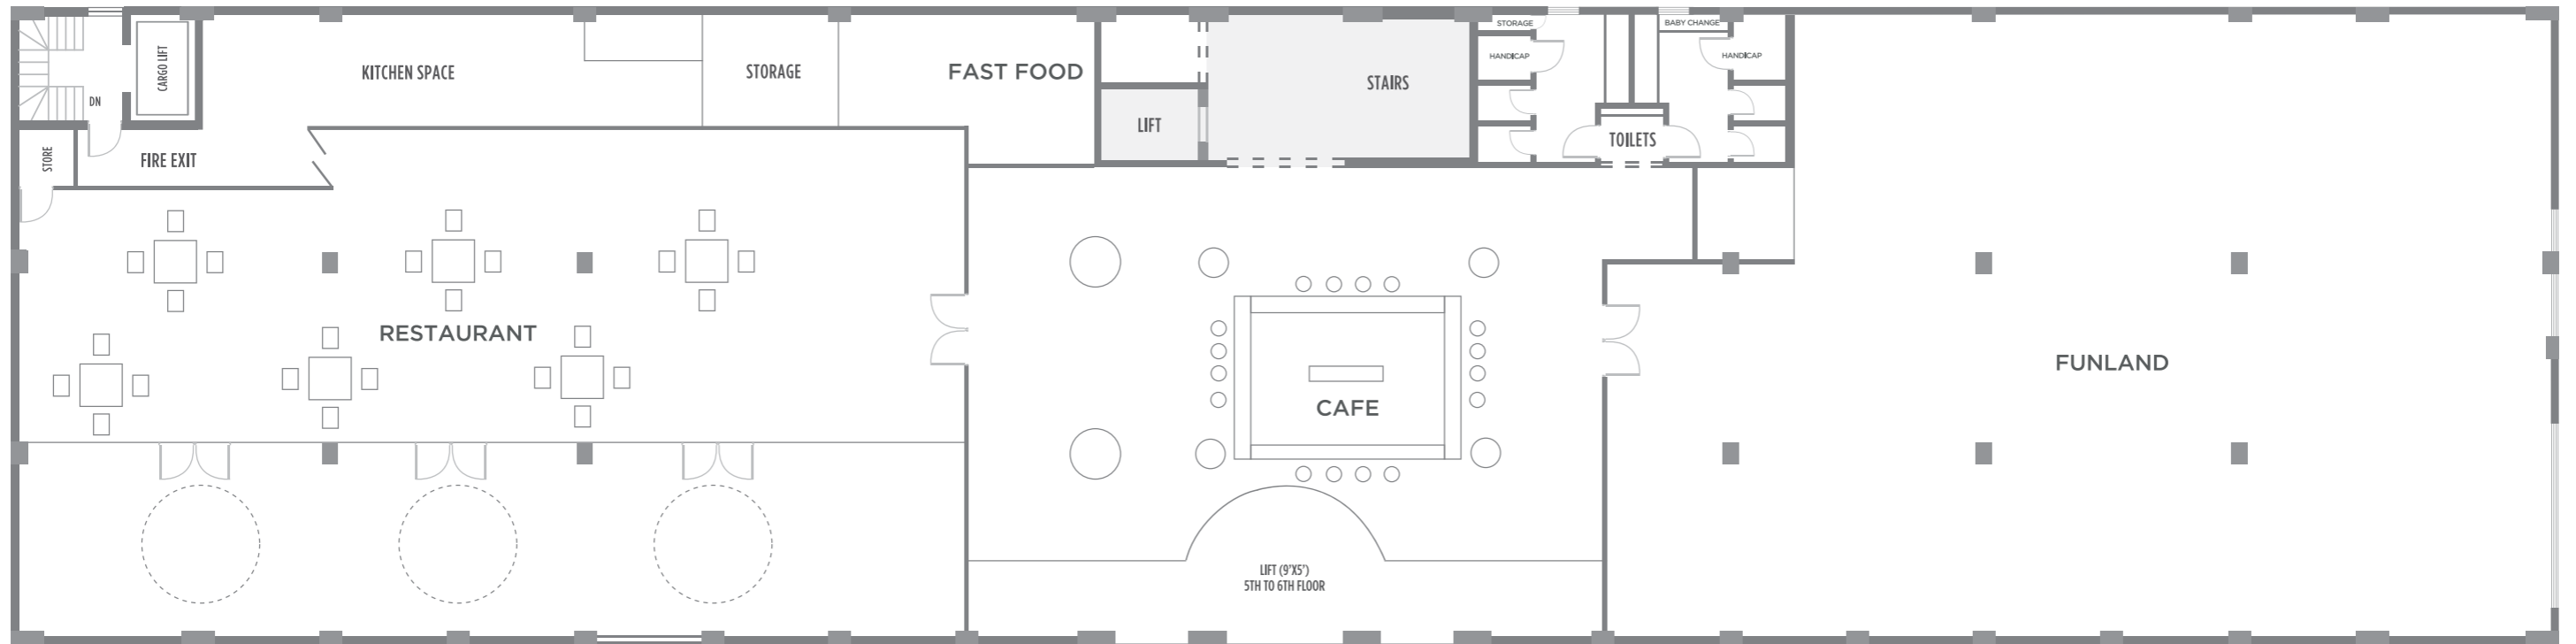 STORAGE
BABY CHANGE
HANDICAP
HANDICAP
CARGO LIFT
KITCHEN SPACE
STORAGE
FAST FOOD
STAIRS
DN
LIFT
TOILETS
STORE
FIRE EXIT
RESTAURANT
FUNLAND
CAFE
LIFT (9'X5')
5TH TO 6TH FLOOR